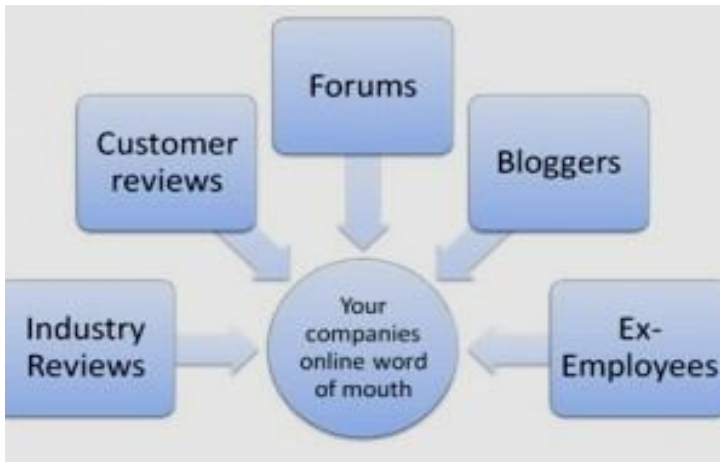 Forums
Customer
reviews
Bloggers
Industry
Reviews
Your
companies
online word
of mouth
Ex-
Employees